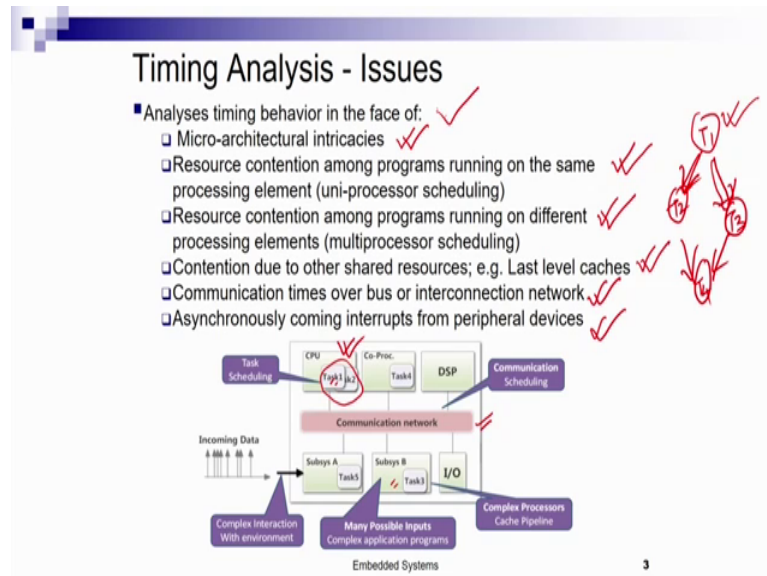 Timing Analysis - Issues
Analyses timing behavior in the face of:
Micro-architectural intricacies
Resource contention among programs running on the same
processing element (uni-processor scheduling)
Resource contention among programs running on different
processing elements (multiprocessor scheduling)
Contention due to other shared resources; e.g. Last level caches
Communication times over bus or interconnection network
Asynchronously coming interrupts from peripheral devices
T1
T2
T3
Task
Scheduling
CPU
Task1
sk2
Co-Proc.
Task4
DSP
Communication
Scheduling
Communication network
Incoming Data
Subsys A
Task5
Subsys B
Task3
I/O
Complex Interaction
With environment
Many Possible Inputs
Complex application programs
Complex Processors
Cache Pipeline
Embedded Systems
3